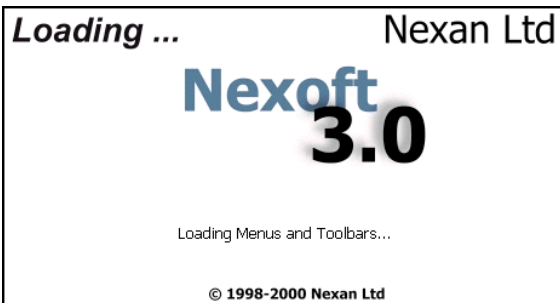 Loading ...
Nexan Ltd
Nexoft
3.0
Loading Menus and Toolbars...
© 1998-2000 Nexan Ltd